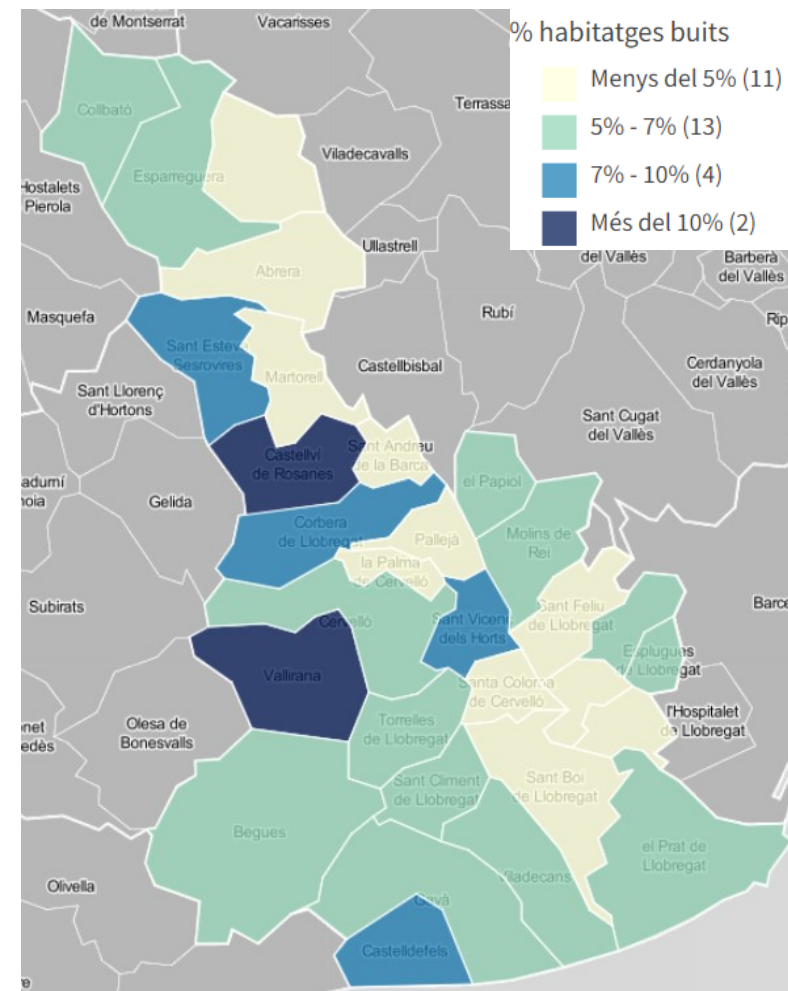 de Montserrat
Vacarisses
% habitatges buits
Menys del 5% (11)
5% - 7% (13)
7% - 10% (4)
Més del 10% (2)
Collbató
Terrassa
Viladecavalls
Esparreguera
Hostalets
Pierola
Ullastrell
del Vallès
Barberà
del Vallès
Abrera
Masquefa
Rubí
Rip
Sant Esteve
Sesrovires
Martorell
Castellbisbal
Cerdanyola
del Vallès
Sant Llorenç
d'Hortons
Sant Cugat
del Vallès
Castellví
de Rosanes
Sant Andreu
de la Barca
adurní
noia
Gelida
el Papiol
Corbera
de Llobregat
Pallejà
Molins de
Rei
la Palma
de Cervelló
Subirats
Cervelló
Sant Vicenç
dels Horts
Sant Feliu
de Llobregat
Barce
Vallirana
Esplugues
de Llobregat
Santa Coloma
de Cervelló
net
edès
Olesa de
Bonesvalls
Torrelles
de Llobregat
l'Hospitalet
de Llobregat
Sant Climent
de Llobregat
Sant Boi
de Llobregat
Begues
el Prat de
Llobregat
Olivella
Viladecans
Gavà
Castelldefels